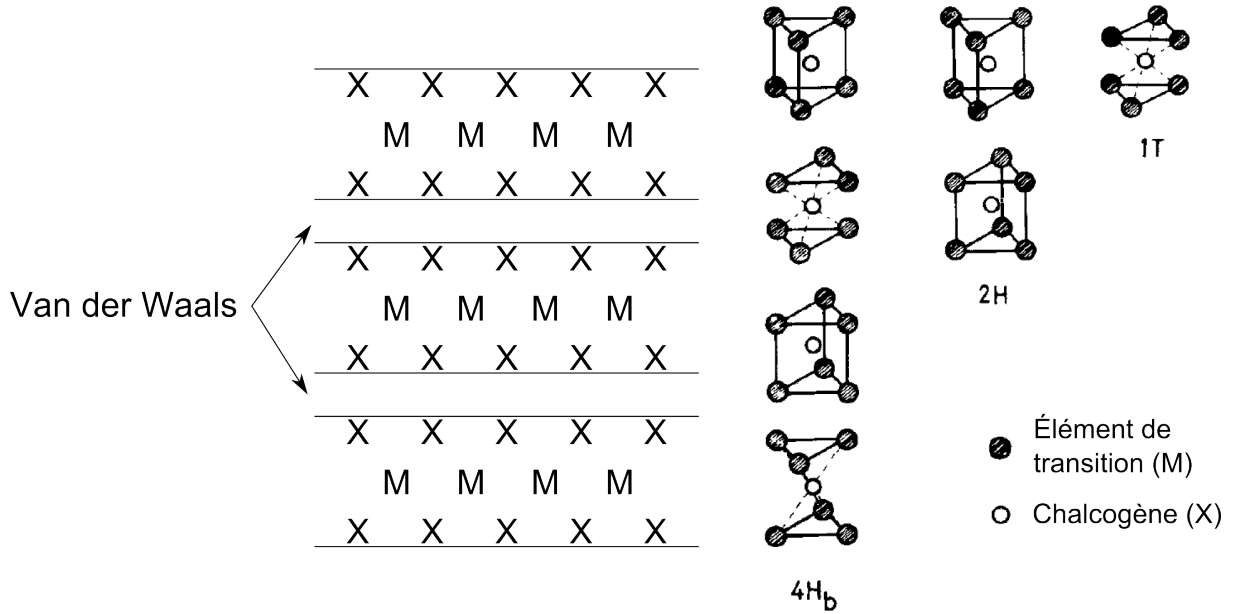 X X X X X
M M M M
X X X X X
Van der Waals
X X X X X
M M M M
X X X X X
X X X X X
M M M M
X X X X X
1T
2H
4Hb
Élément de
transition (M)
Chalcogène (X)